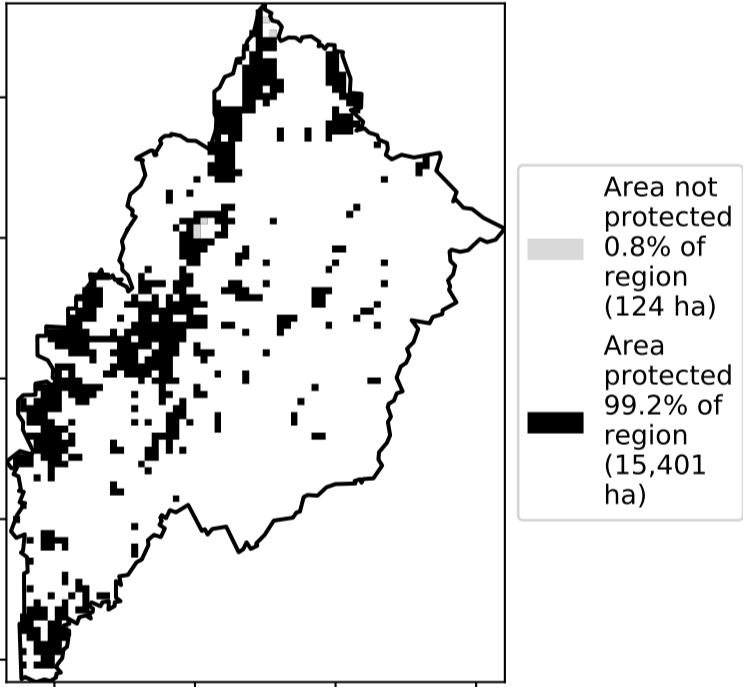 Area not
protected
0.8% of
region
(124 ha)
Area
protected
99.2% of
region
(15,401
ha)